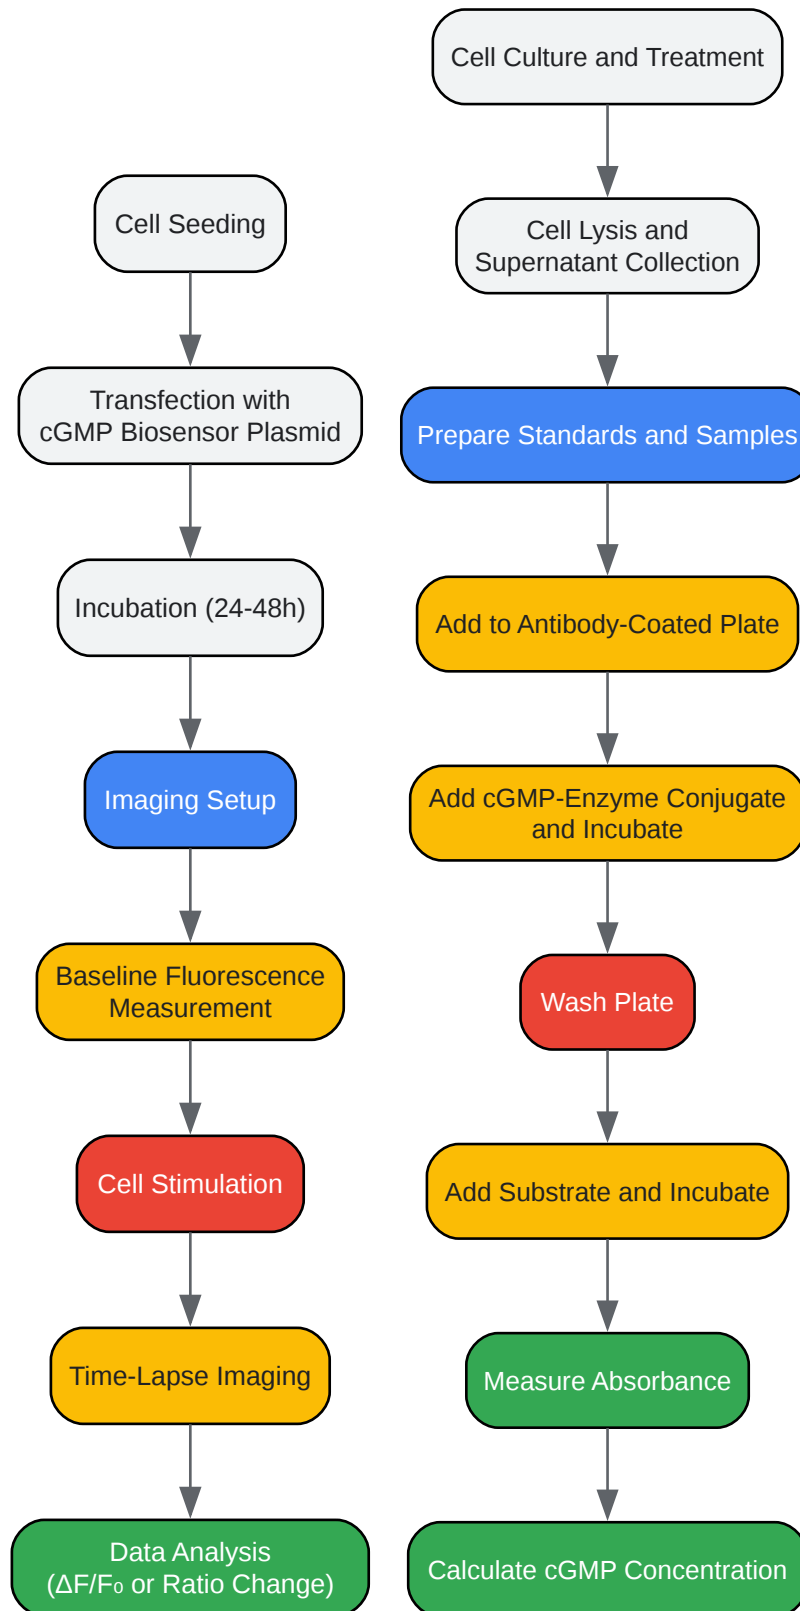 Cell Seeding
Transfection with
cGMP Biosensor Plasmid
Incubation (24-48h)
Imaging Setup
Baseline Fluorescence
Measurement
Cell Stimulation
Time-Lapse Imaging
Data Analysis
(ΔF/F₀ or Ratio Change)
Cell Culture and Treatment
Cell Lysis and
Supernatant Collection
Prepare Standards and Samples
Add to Antibody-Coated Plate
Add cGMP-Enzyme Conjugate
and Incubate
Wash Plate
Add Substrate and Incubate
Measure Absorbance
Calculate cGMP Concentration